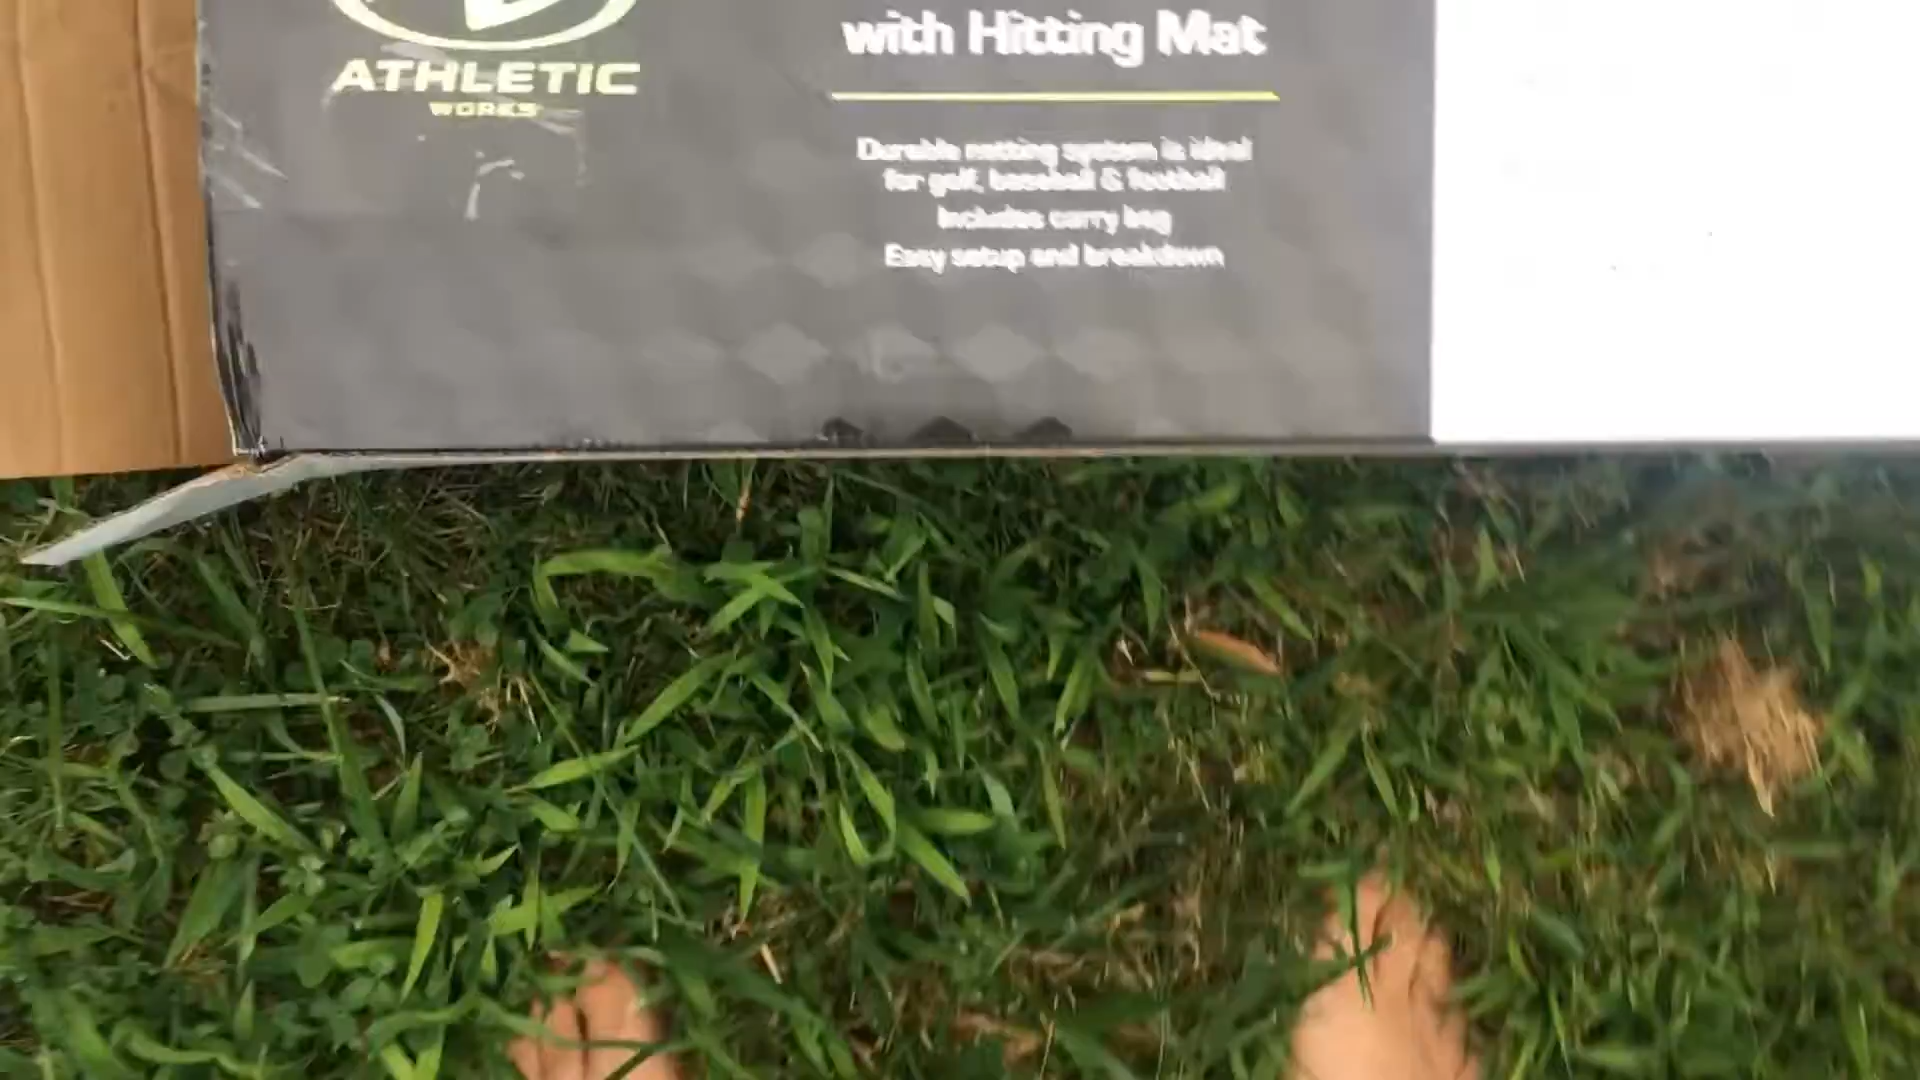 ATHLETIC
WORKS
with Hitting Mat
Durable netting system is ideal
for golf, baseball & football
Includes carry bag
Easy setup and breakdown